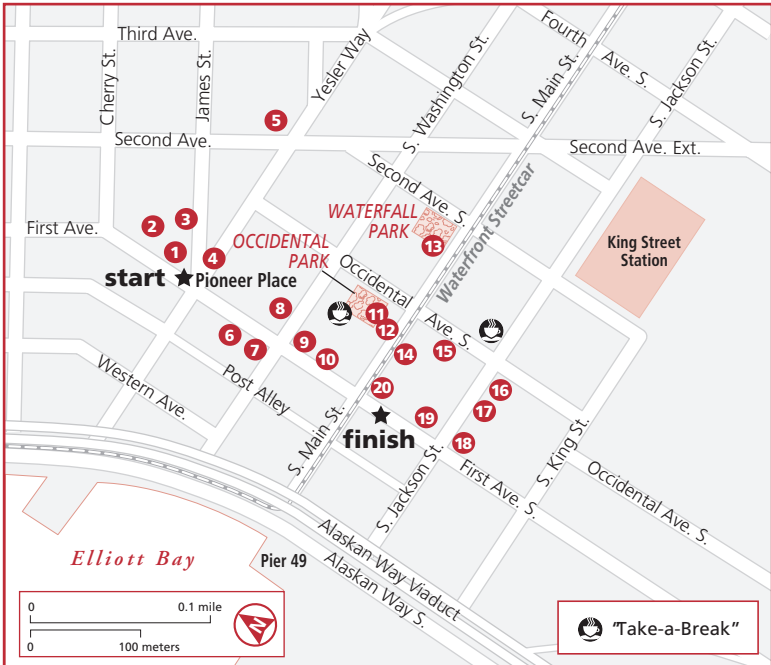 Third Ave.
Cherry St.
James St.
Yesler Way
S. Washington St.
Fourth
Ave. S.
S. Main St.
S. Jackson St.
5
Second Ave.
Second Ave. Ext.
Second Ave. S.
2
3
First Ave.
1
4
WATERFALL
PARK
13
OCCIDENTAL
PARK
Waterfront Streetcar
King Street
Station
start
Pioneer Place
Occidental
Ave. S.
8
11
12
6
7
9
10
14
15
Western Ave.
Post Alley
20
16
17
19
18
finish
S. Main St.
S. Jackson St.
First Ave. S.
S. King St.
Occidental Ave. S.
Elliott Bay
Pier 49
Alaskan Way Viaduct
Alaskan Way S.
0
0.1 mile
0
100 meters
N
"Take-a-Break"